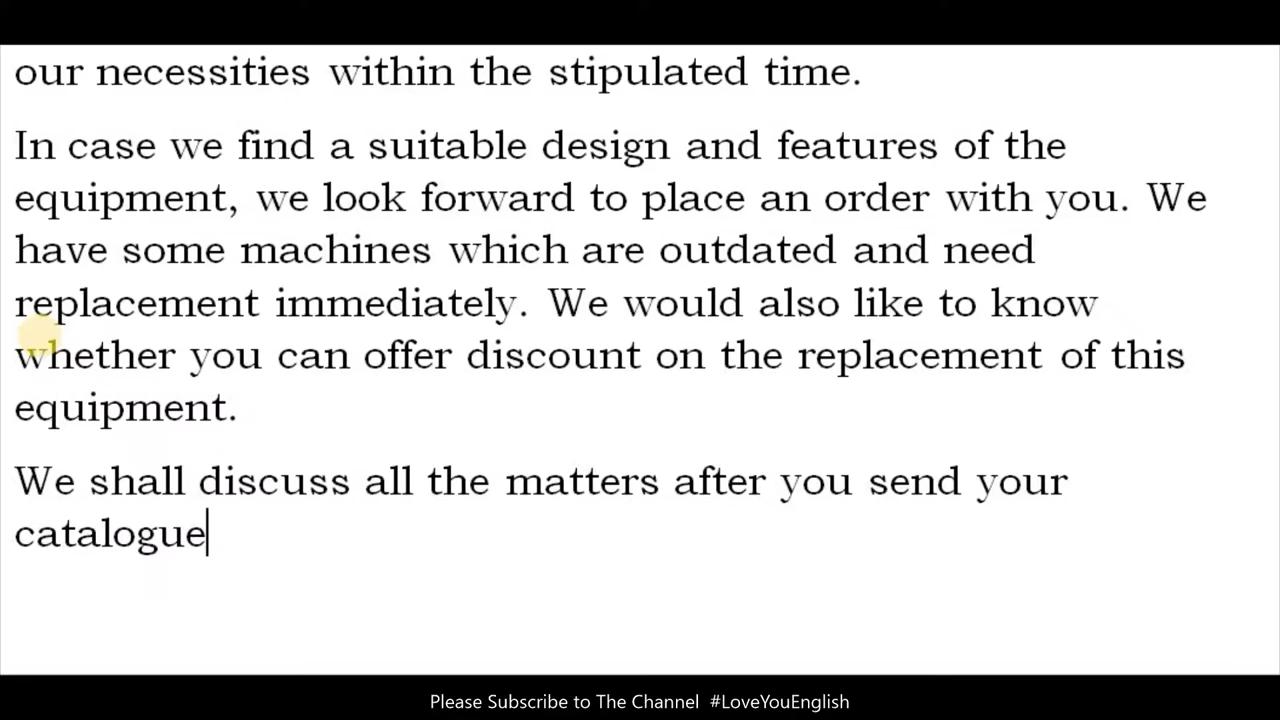 our necessities within the stipulated time.
In case we find a suitable design and features of the
equipment, we look forward to place an order with you. We
have some machines which are outdated and need
replacement immediately. We would also like to know
whether you can offer discount on the replacement of this
equipment.
We shall discuss all the matters after you send your
catalogue
Please Subscribe to The Channel #LoveYouEnglish